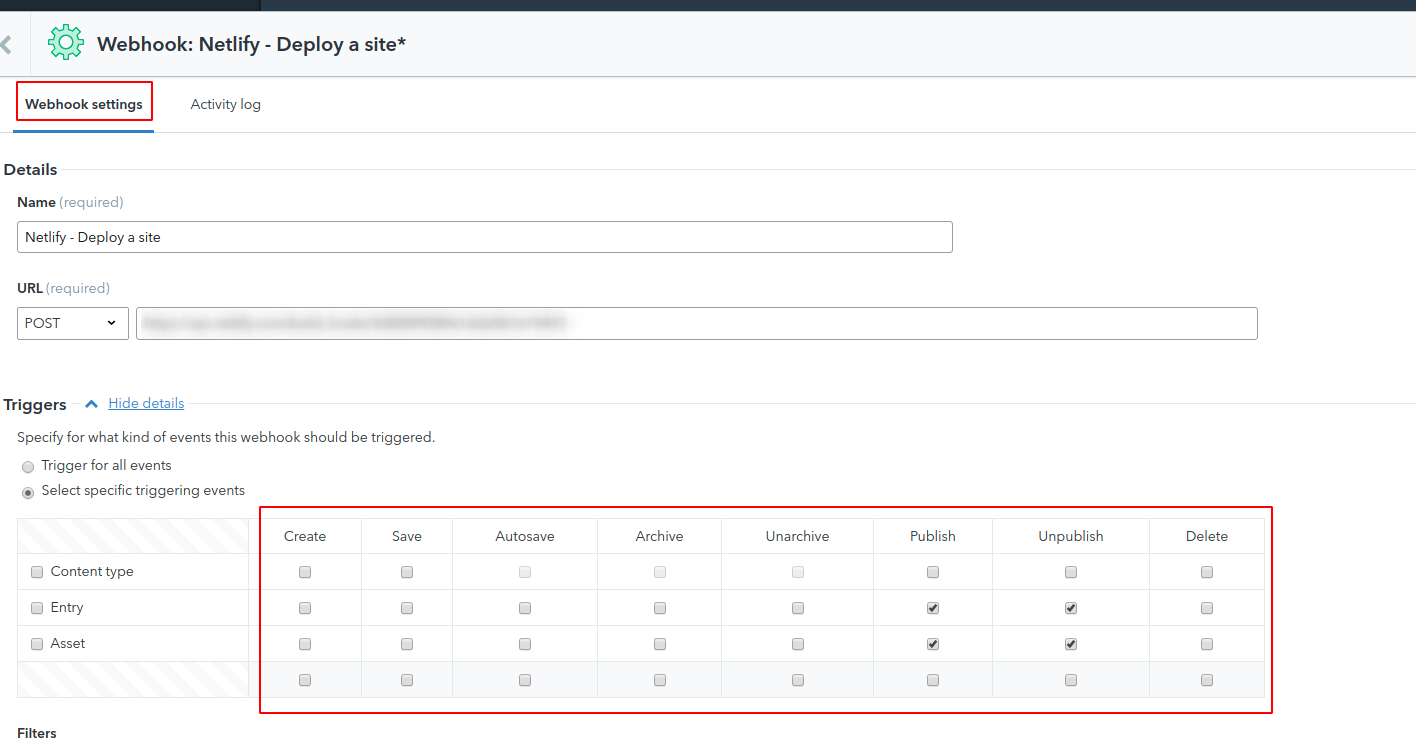 Webhook: Netlify - Deploy a site*
Webhook settings Activity log
Details
Name (required)
Netlify - Deploy a site
URL (required)
POST
Triggers Hide details
Specify for what kind of events this webhook should be triggered.
Trigger for all events
Select specific triggering events
Create Save Autosave Archive Unarchive Publish Unpublish Delete
Content type
Entry
Asset
Filters